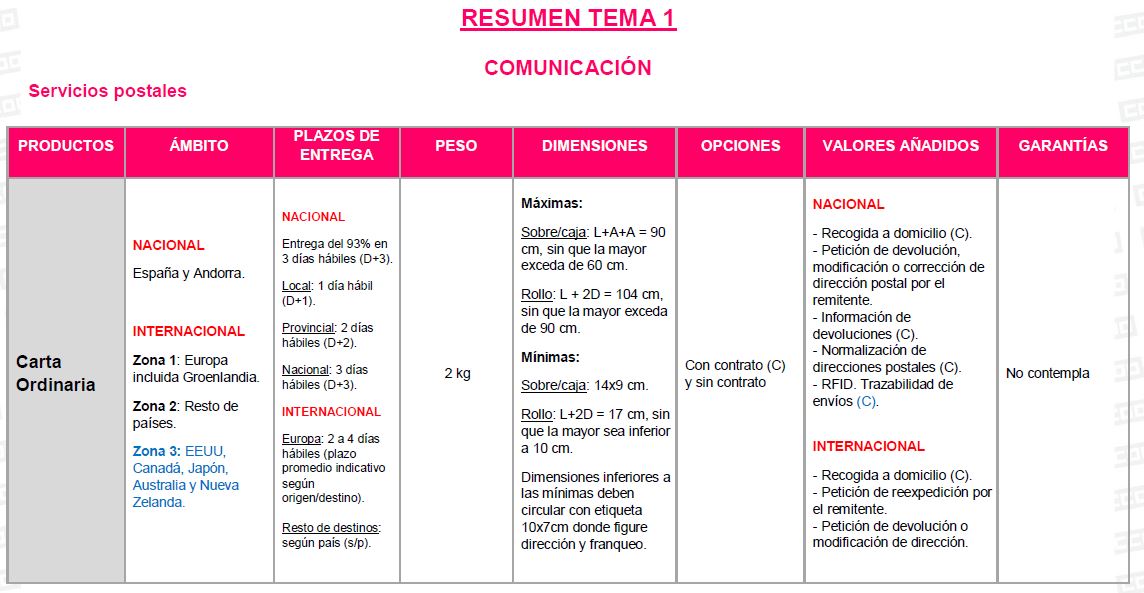 RESUMEN TEMA 1
COMUNICACIÓN
Servicios postales
PRODUCTOS
ÁMBITO
PLAZOS DE
ENTREGA
PESO
DIMENSIONES
OPCIONES
VALORES AÑADIDOS
GARANTÍAS
Carta
Ordinaria
NACIONAL
España y Andorra.
INTERNACIONAL
Zona 1: Europa
incluida Groenlandia.
Zona 2: Resto de
países.
Zona 3: EEUU,
Canadá, Japón,
Australia y Nueva
Zelanda.
NACIONAL
Entrega del 93% en
3 días hábiles (D+3).
Local: 1 día hábil
(D+1).
Provincial: 2 días
hábiles (D+2).
Nacional: 3 días
hábiles (D+3).
INTERNACIONAL
Europa: 2 a 4 días
hábiles (plazo
promedio indicativo
según
origen/destino).
Resto de destinos:
según país (s/p).
2 kg
Máximas:
Sobre/caja: L+A+A = 90
cm, sin que la mayor
exceda de 60 cm.
Rollo: L + 2D = 104 cm,
sin que la mayor exceda
de 90 cm.
Mínimas:
Sobre/caja: 14x9 cm.
Rollo: L+2D = 17 cm, sin
que la mayor sea inferior
a 10 cm.
Dimensiones inferiores a
las mínimas deben
circular con etiqueta
10x7cm donde figure
dirección y franqueo.
Con contrato (C)
y sin contrato
NACIONAL
- Recogida a domicilio (C).
- Petición de devolución,
modificación o corrección de
dirección postal por el
remitente.
- Información de
devoluciones (C).
- Normalización de
direcciones postales (C).
- RFID. Trazabilidad de
envíos (C).
INTERNACIONAL
- Recogida a domicilio (C).
- Petición de reexpedición por
el remitente.
- Petición de devolución o
modificación de dirección.
No contempla